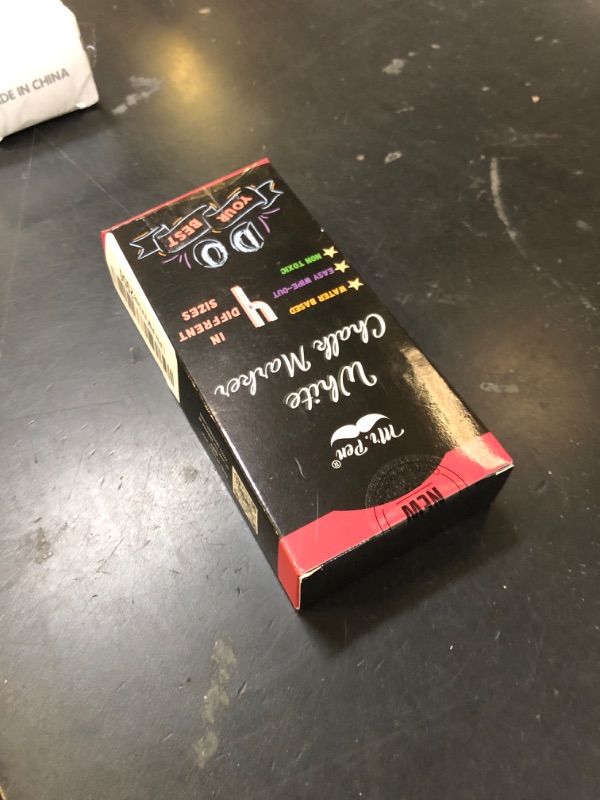 DE IN CHINA
NEW
Mr. Pen®
White
Chalk Marker
WATER BASED
EASY WIPE-OUT
NON TOXIC
IN
4 DIFFRENT
SIZES
DO
YOUR
BEST